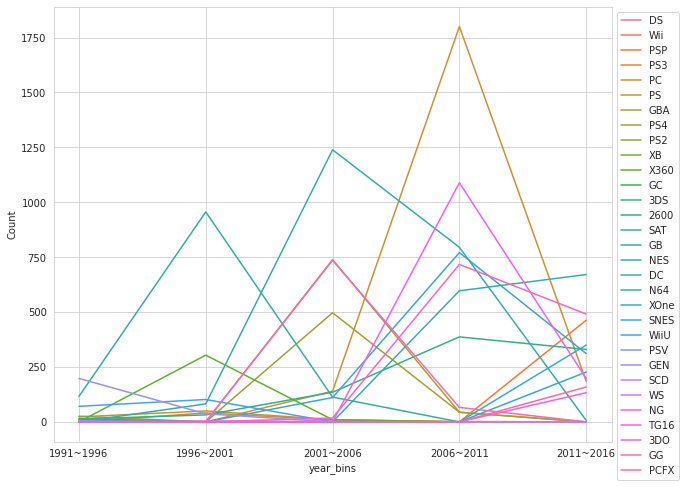 1750
1500
1250
1000
750
500
250
0
Count
1991~1996
1996~2001
2001~2006
2006~2011
2011~2016
year_bins
DS
Wii
PSP
PS3
PC
PS
GBA
PS4
PS2
XB
X360
GC
3DS
2600
SAT
GB
NES
DC
N64
XOne
SNES
WiiU
PSV
GEN
SCD
WS
NG
TG16
3DO
GG
PCFX